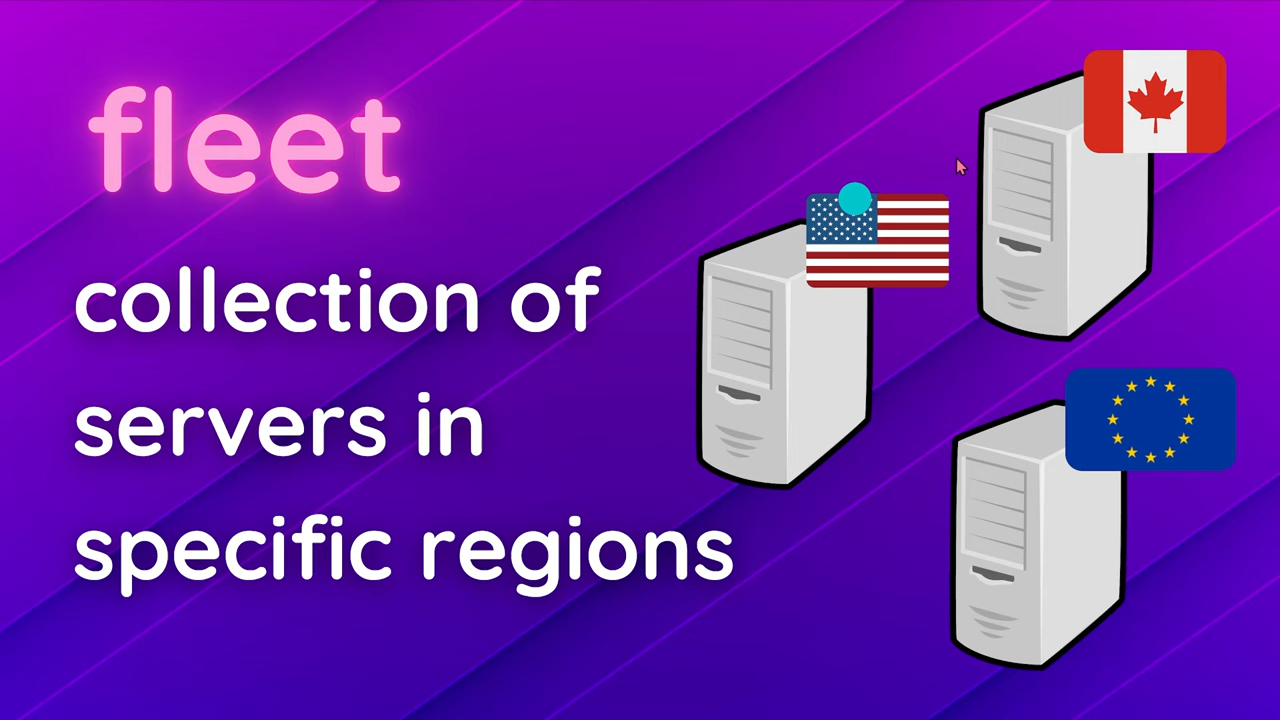 fleet
collection of
servers in
specific regions